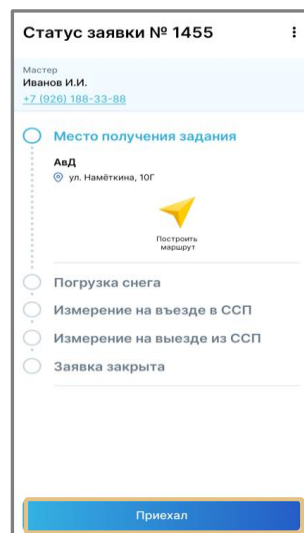 Статус заявки № 1455
Мастер
Иванов И.И.
+7 (926) 188-33-88
Место получения задания
АвД
ул. Намёткина, 10Г
Построить
маршрут
Погрузка снега
Измерение на въезде в ССП
Измерение на выезде из ССП
Заявка закрыта
Приехал